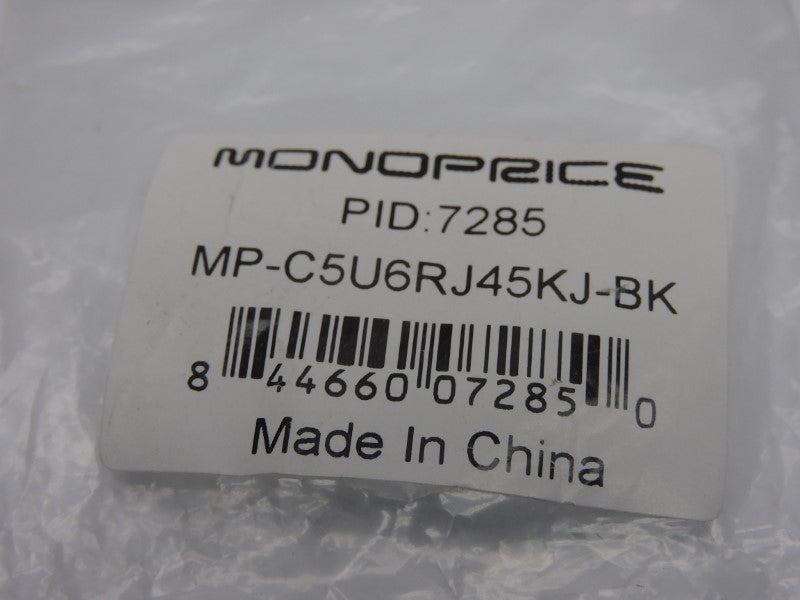 MONOPRICE
PID:7285
MP-C5U6RJ45KJ-BK
8 44660 07285 0
Made In China